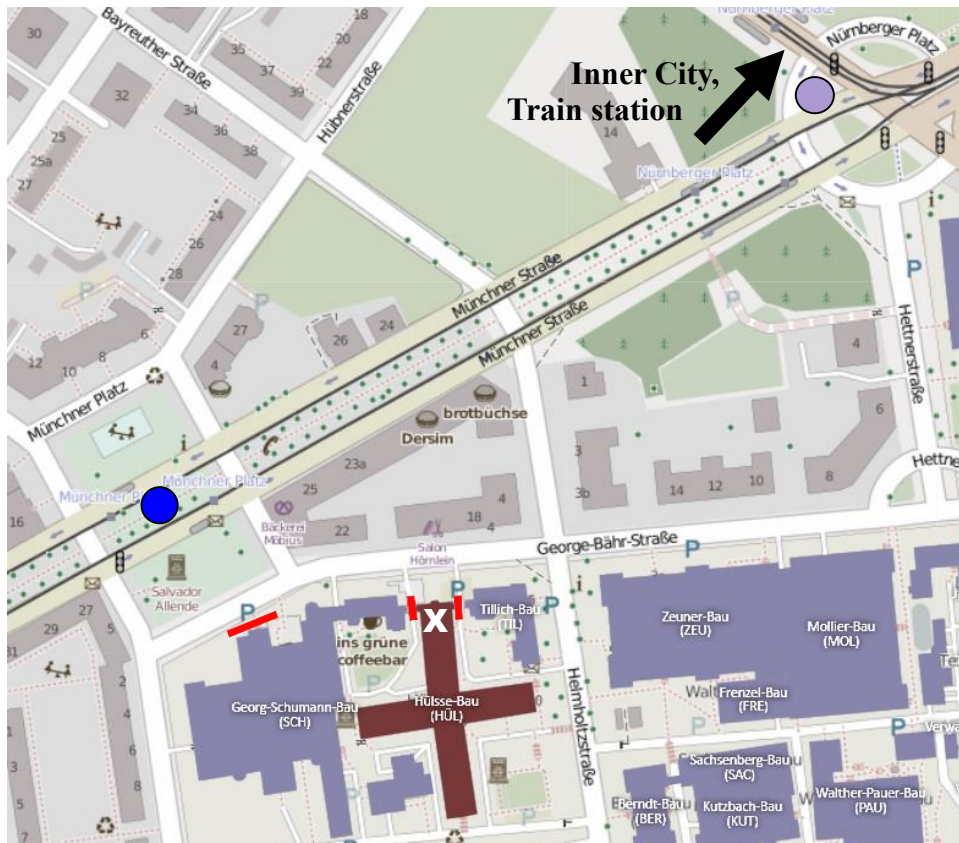 Nürnberger Platz
18
20
22
30
Bayreuther Straße
35
37
39
32
34
36
38
Hübnerstraße
Nürnberger Platz
Inner City,
Train station
14
Nürnberger Platz
25
25a
27
24
26
28
P
P
P
P
Münchner Straße
Münchner Straße
Hettnerstraße
27
4
26
24
6
8
10
12
4
1
6
Münchner Platz
brotbüchse
Dersim
23a
25
22
18
4
4
3
3b
14
12
10
8
Hettne
Münchner P
Münchner Platz
16
Bäckerei
Möbius
Salon
Hörnlein
George-Bähr-Straße
P
Salvador
Allende
27
29
31
P
P
P
P
X
Tillich-Bau
(TIL)
Zeuner-Bau
(ZEU)
Mollier-Bau
(MOL)
ins grüne
coffeebar
2
4
5
Georg-Schumann-Bau
(SCH)
P
Hülsse-Bau
(HÜL)
Helmholtzstraße
Frenzel-Bau
(FRE)
P
P
Verwa
Sachsenberg-Bau
(SAC)
Berndt-Bau
(BER)
Kutzbach-Bau
(KUT)
Walther-Pauer-Bau
(PAU)
P